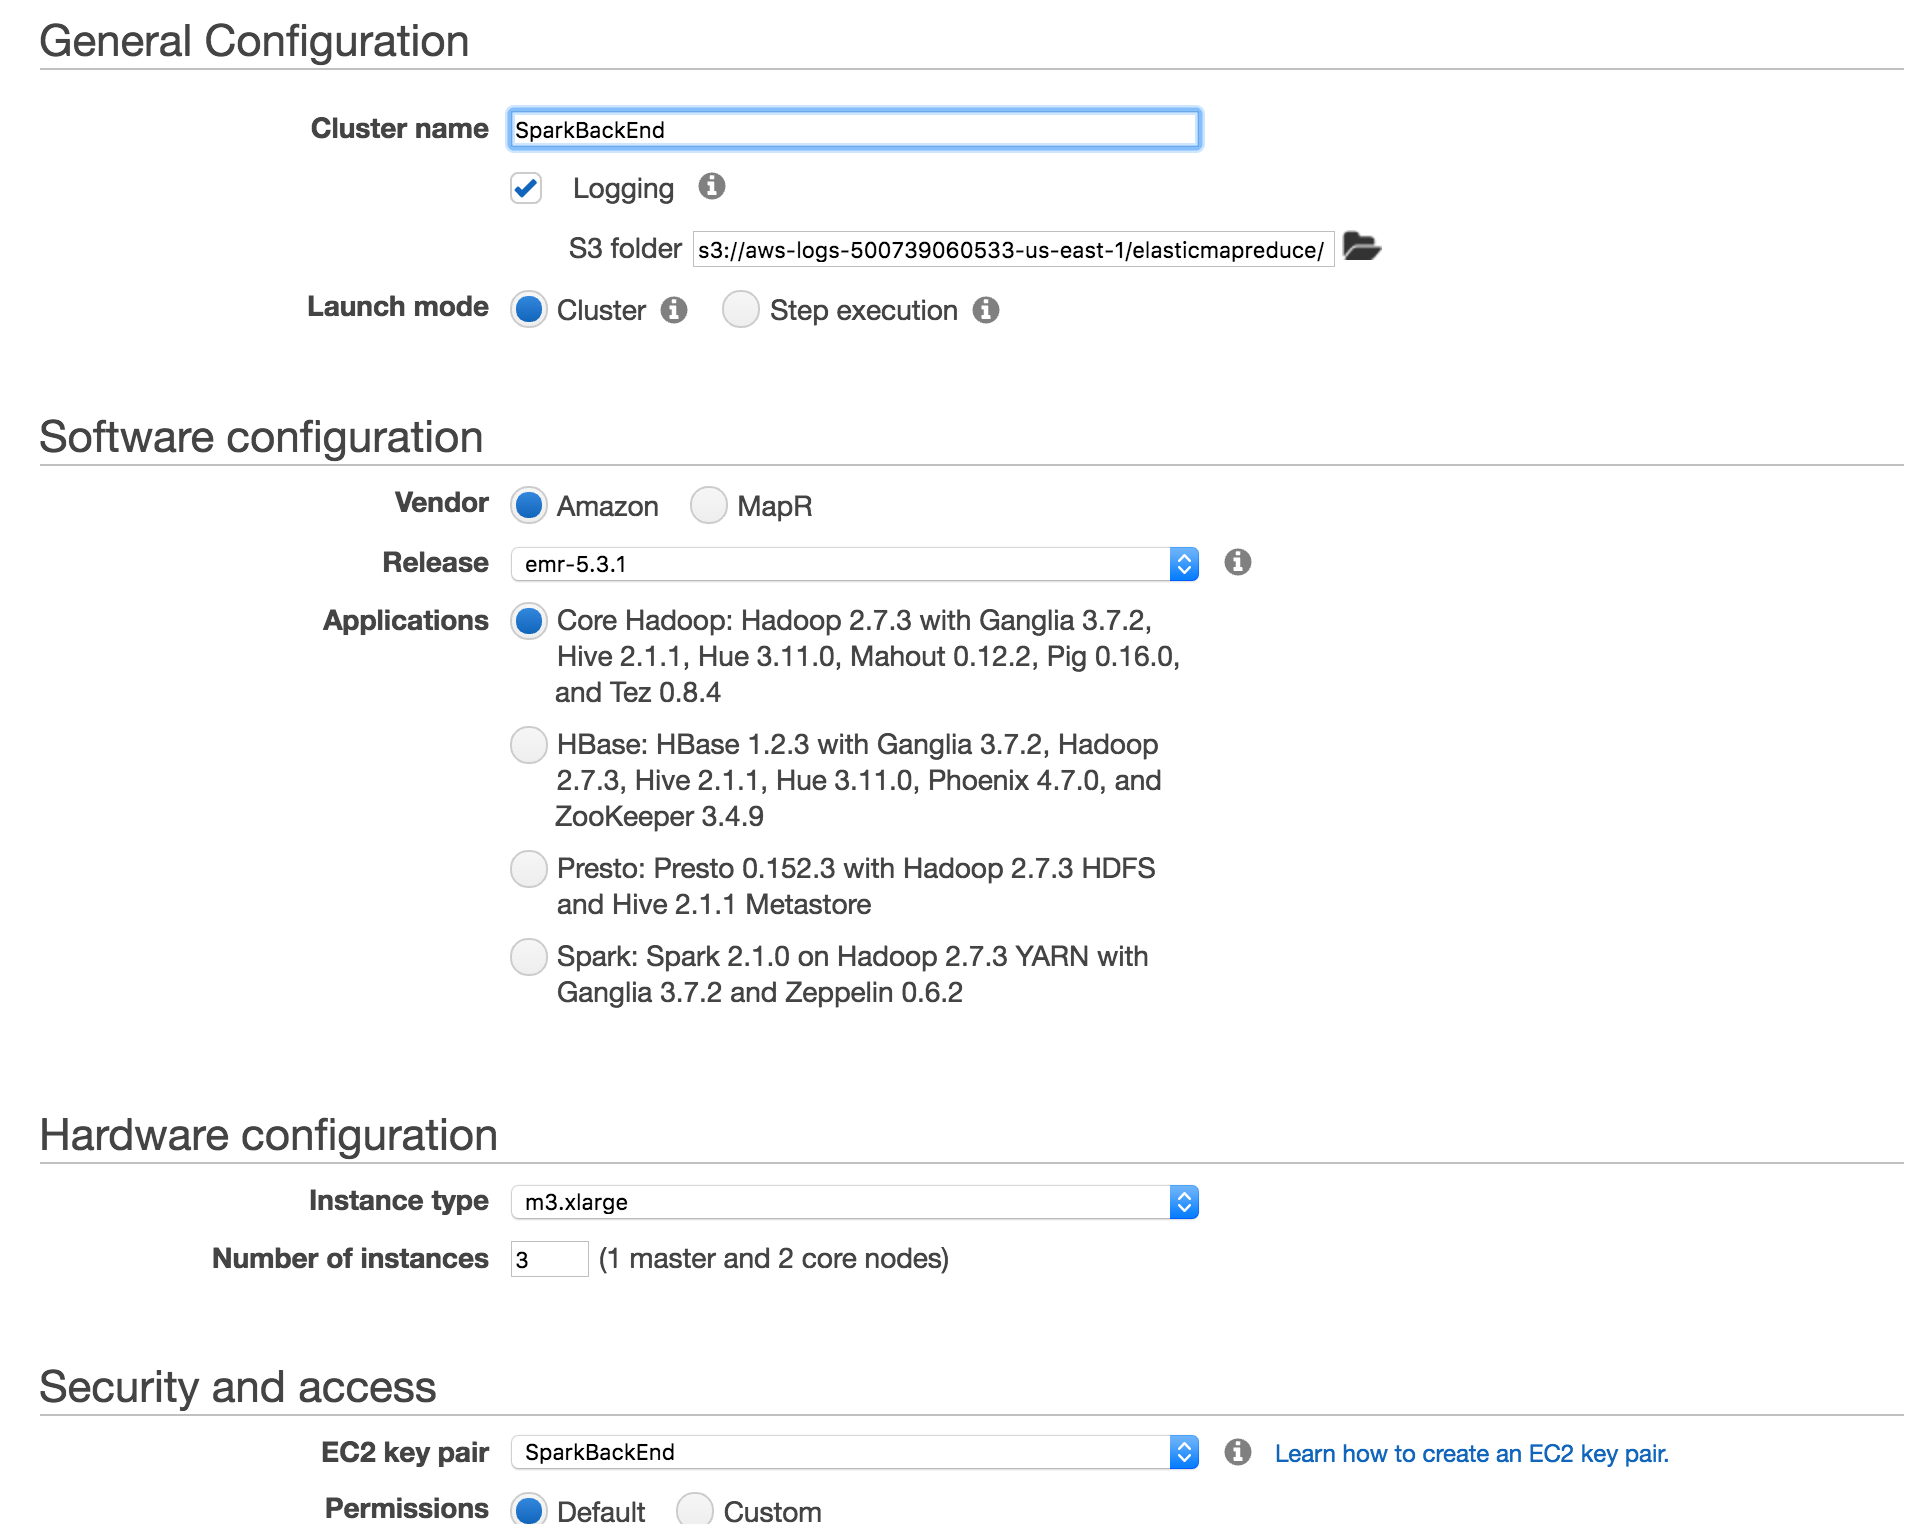 General Configuration
Cluster name SparkBackEnd
Logging
S3 folder s3://aws-logs-500739060533-us-east-1/elasticmapreduce/
Launch mode Cluster Step execution
Software configuration
Vendor Amazon MapR
Release emr-5.3.1
Applications Core Hadoop: Hadoop 2.7.3 with Ganglia 3.7.2,
Hive 2.1.1, Hue 3.11.0, Mahout 0.12.2, Pig 0.16.0,
and Tez 0.8.4
HBase: HBase 1.2.3 with Ganglia 3.7.2, Hadoop
2.7.3, Hive 2.1.1, Hue 3.11.0, Phoenix 4.7.0, and
ZooKeeper 3.4.9
Presto: Presto 0.152.3 with Hadoop 2.7.3 HDFS
and Hive 2.1.1 Metastore
Spark: Spark 2.1.0 on Hadoop 2.7.3 YARN with
Ganglia 3.7.2 and Zeppelin 0.6.2
Hardware configuration
Instance type m3.xlarge
Number of instances 3 (1 master and 2 core nodes)
Security and access
EC2 key pair SparkBackEnd Learn how to create an EC2 key pair.
Permissions Default Custom